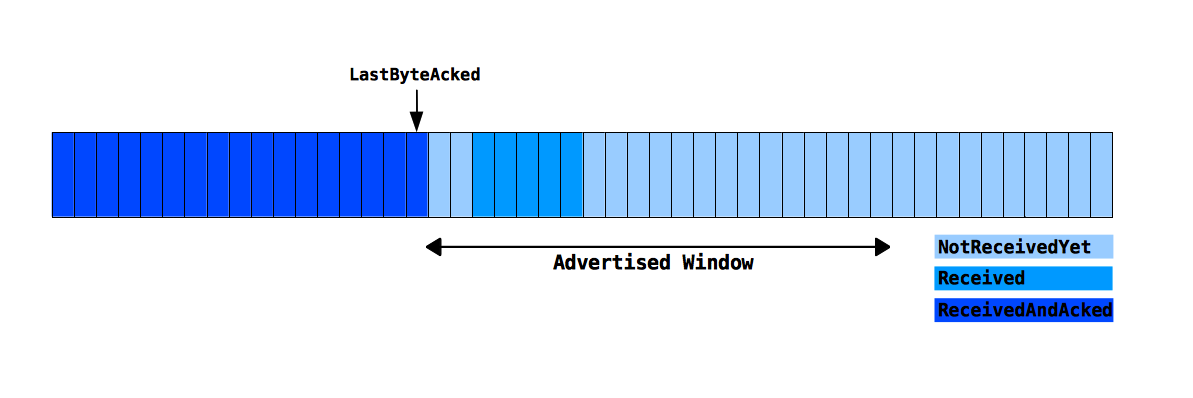 LastByteAcked
Advertised Window
NotReceivedYet
Received
ReceivedAndAcked